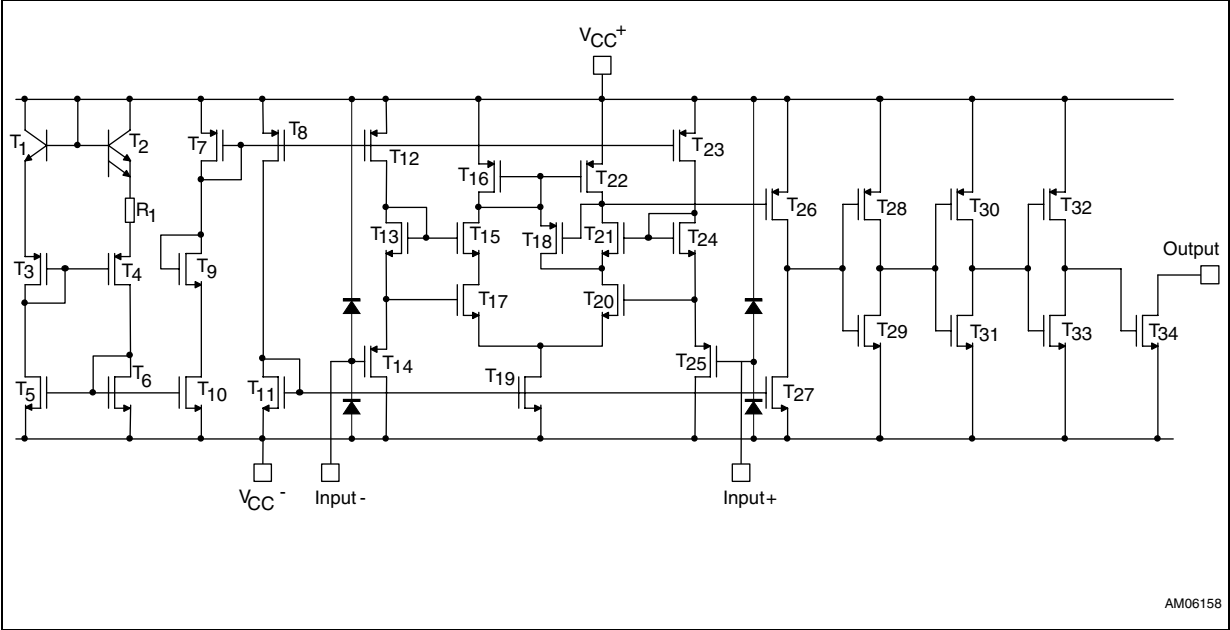 VCC+
T1
T2
T7
T8
T12
T23
T16
T22
R1
T26
T28
T30
T32
T3
T4
T9
T13
T15
T18
T21
T24
Output
T17
T20
T29
T31
T33
T34
T14
T25
T5
T6
T10
T11
T19
T27
VCC-
Input -
Input+
AM06158